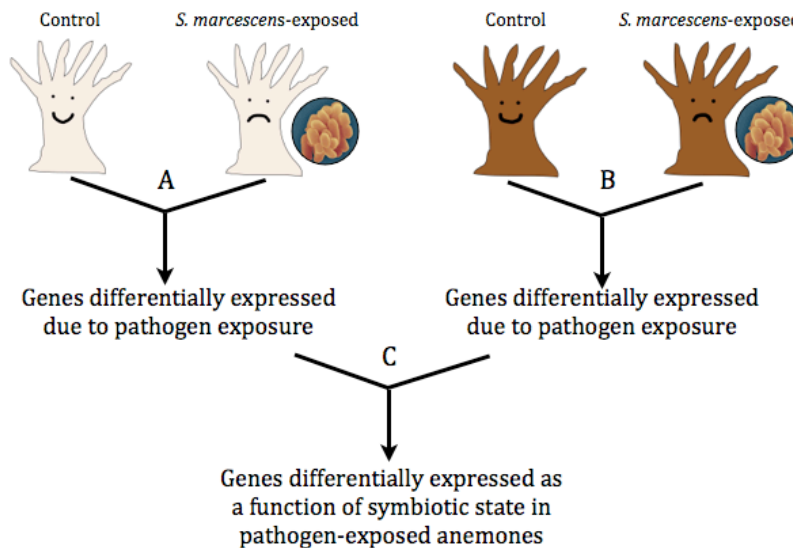 Control
S. marcescens-exposed
Control
S. marcescens-exposed
A
B
Genes differentially expressed
due to pathogen exposure
Genes differentially expressed
due to pathogen exposure
C
Genes differentially expressed as
a function of symbiotic state in
pathogen-exposed anemones